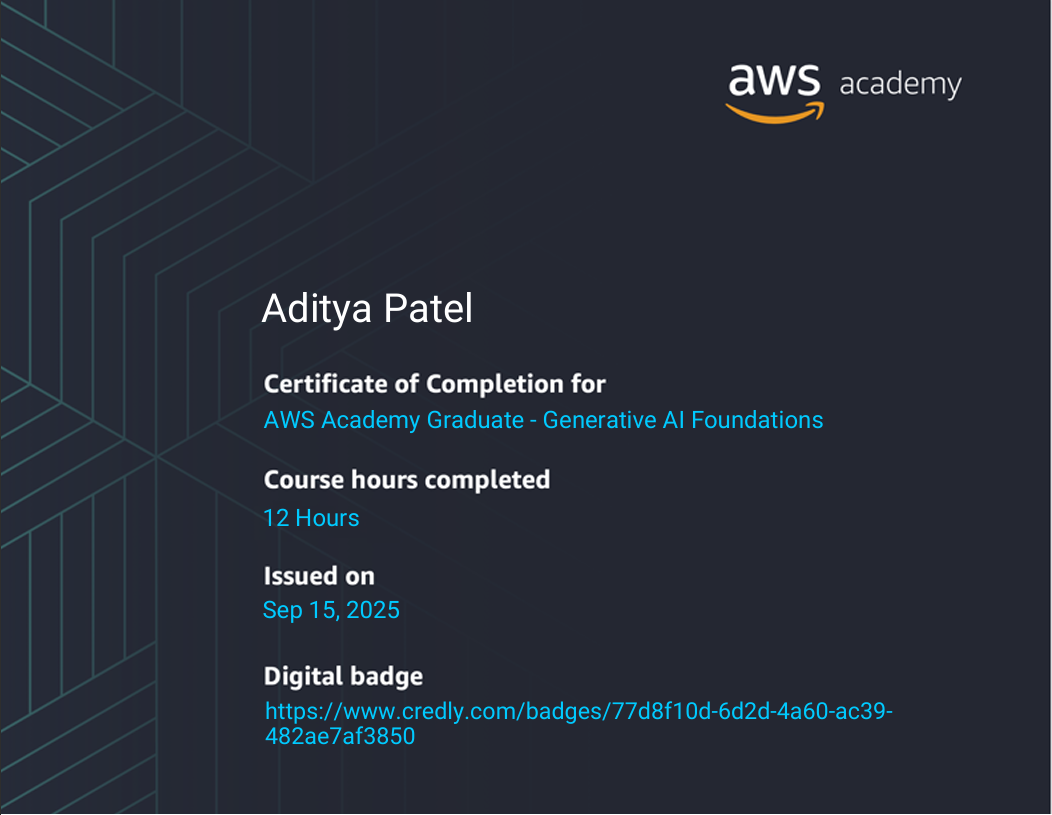 aws academy
Aditya Patel
Certificate of Completion for
AWS Academy Graduate - Generative AI Foundations
Course hours completed
12 Hours
Issued on
Sep 15, 2025
Digital badge
https://www.credly.com/badges/77d8f10d-6d2d-4a60-ac39-
482ae7af3850